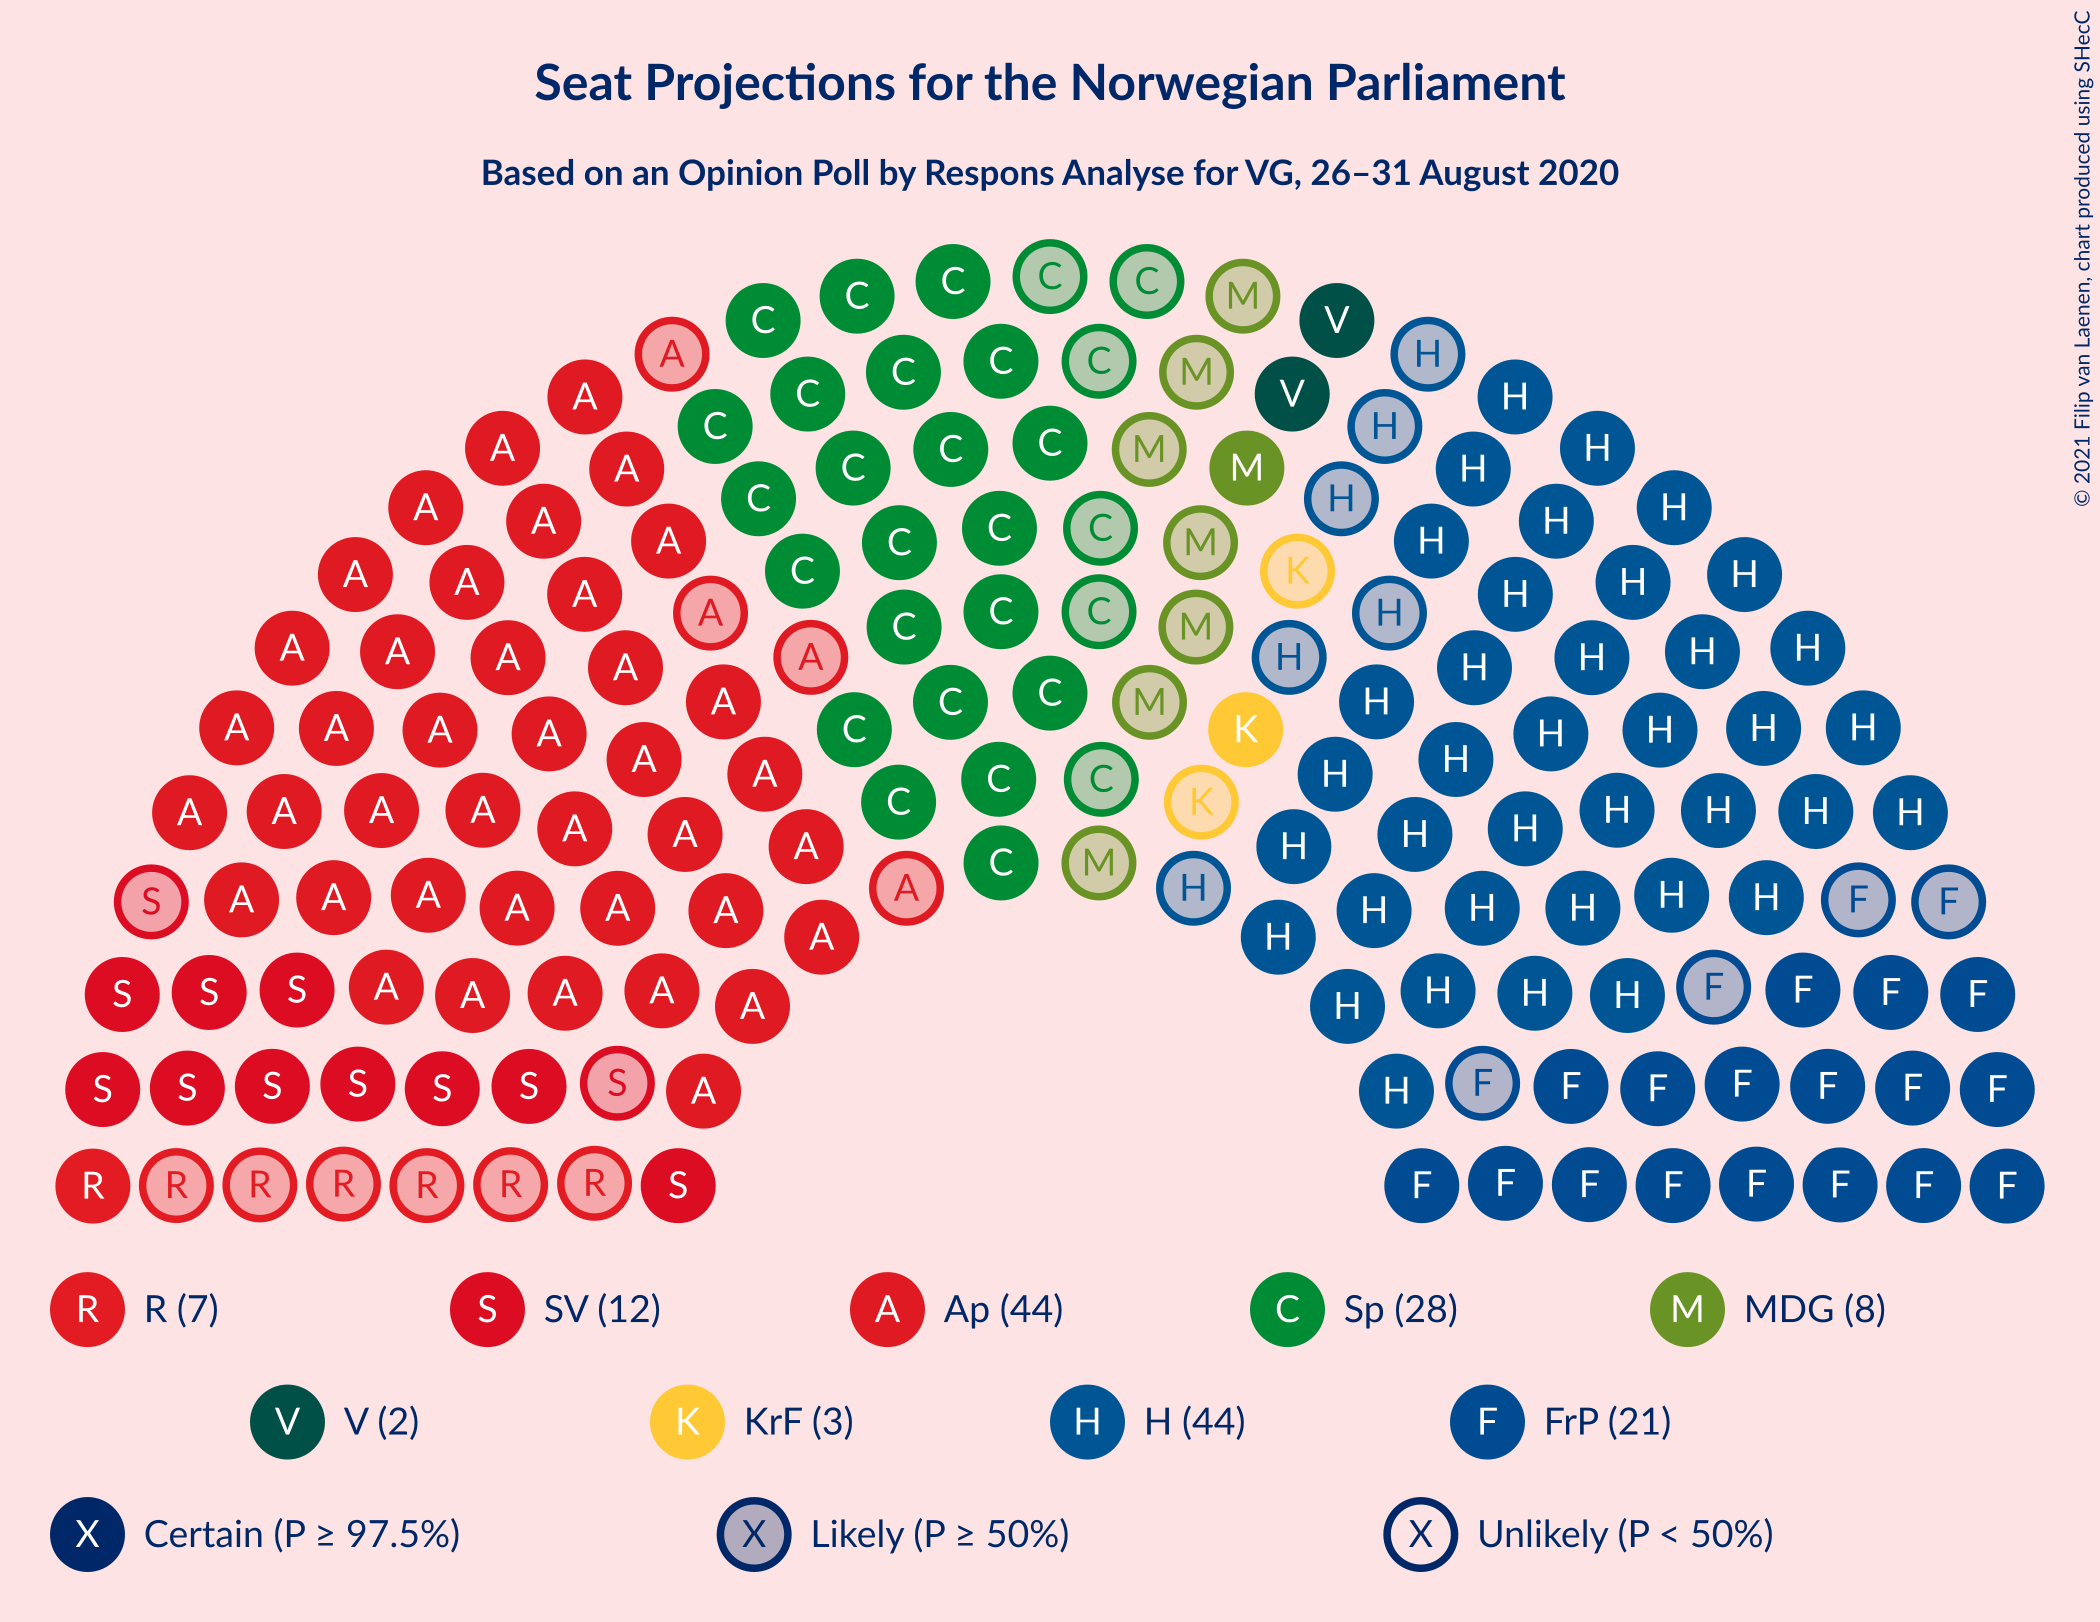 Seat Projections for the Norwegian Parliament
Based on an Opinion Poll by Respons Analyse for VG, 26–31 August 2020
© 2021 Filip van Laenen, chart produced using SHecC
C C C C C M V
A A C C C C C M V H H
A A A C C C C C M M H H H H
A A A A C C C C C M K H H H H
A A A A A A C C C M H H H H H H
A A A A A A C C C M K H H H H H H
A A A A A A A A C C C K H H H H H H H H
S A A A A A A A A C M H H H H H H H F F
S S S A A A A A H H H H F F F F
S S S S S S S A H F F F F F F F
R R R R R R R S F F F F F F F F
R R (7) S SV (12) A Ap (44) C Sp (28) M MDG (8)
V V (2) K KrF (3) H H (44) F FrP (21)
X Certain (P ≥ 97.5%) X Likely (P ≥ 50%) X Unlikely (P < 50%)